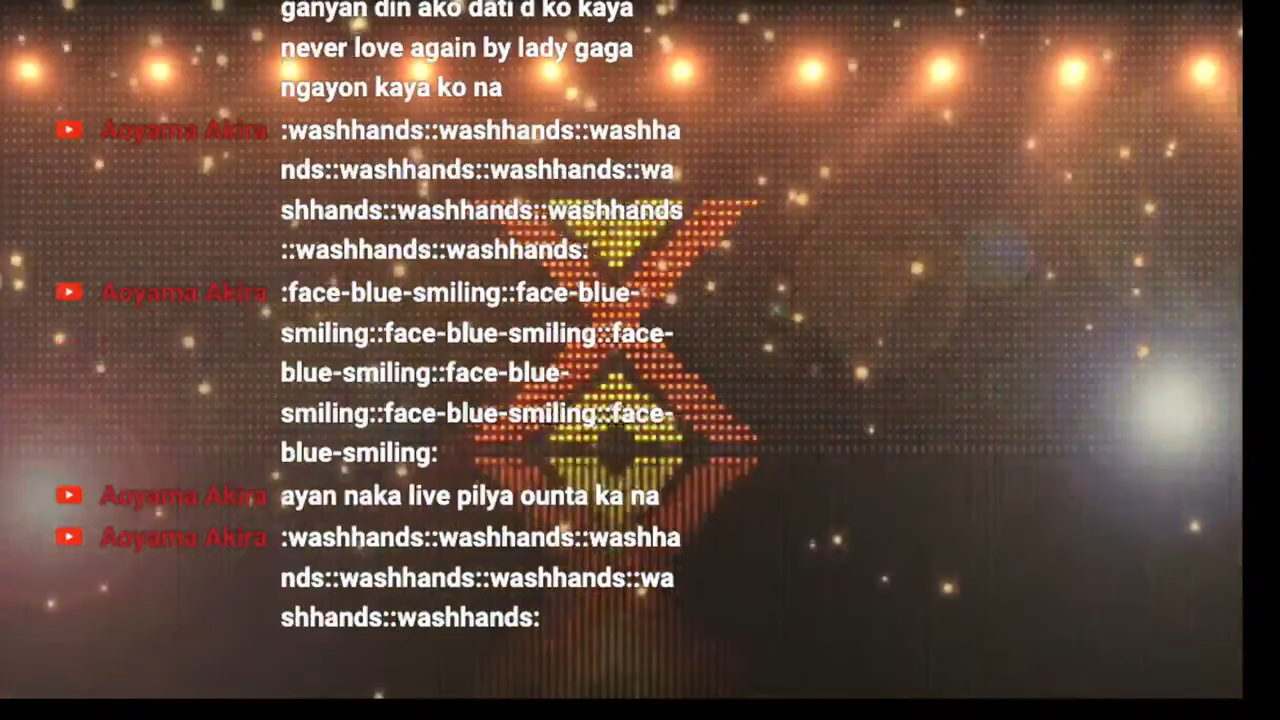 ganyan din ako dati d ko kaya
never love again by lady gaga
ngayon kaya ko na
Aoyama Akira :washhands::washhands::washha
nds::washhands::washhands::wa
shhands::washhands::washhands
::washhands::washhands:
Aoyama Akira :face-blue-smiling::face-blue-
smiling::face-blue-smiling::face-
blue-smiling::face-blue-
smiling::face-blue-smiling::face-
blue-smiling:
Aoyama Akira ayan naka live pilya ounta ka na
Aoyama Akira :washhands::washhands::washha
nds::washhands::washhands::wa
shhands::washhands: